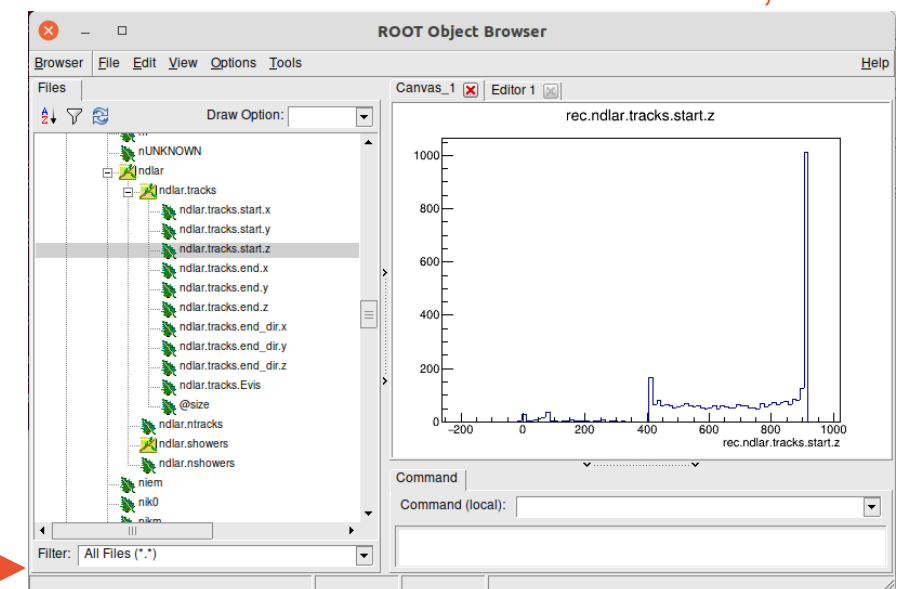 ROOT Object Browser
Browser File Edit View Options Tools Help
Files
Draw Option:
nUNKNOWN
ndlar
ndlar.tracks
ndlar.tracks.start.x
ndlar.tracks.start.y
ndlar.tracks.start.z
ndlar.tracks.end.x
ndlar.tracks.end.y
ndlar.tracks.end.z
ndlar.tracks.end_dir.x
ndlar.tracks.end_dir.y
ndlar.tracks.end_dir.z
ndlar.tracks.Evis
@size
ndlar.ntracks
ndlar.showers
ndlar.nshowers
niem
nik0
Filter: All Files (*.*)
Canvas_1 Editor 1
rec.ndlar.tracks.start.z
1000
800
600
400
200
0
−200 0 200 400 600 800 1000
rec.ndlar.tracks.start.z
Command
Command (local):